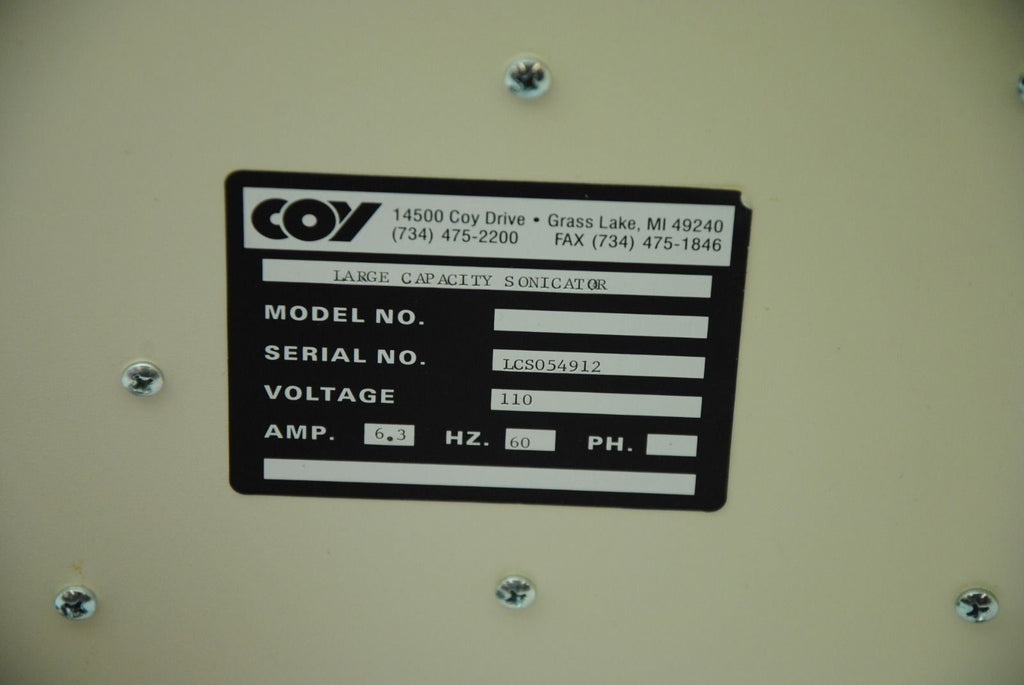 COY
14500 Coy Drive • Grass Lake, MI 49240
(734) 475-2200 FAX (734) 475-1846
LARGE CAPACITY SONICATOR
MODEL NO.
SERIAL NO. LCS054912
VOLTAGE 110
AMP. 6.3 HZ. 60 PH.